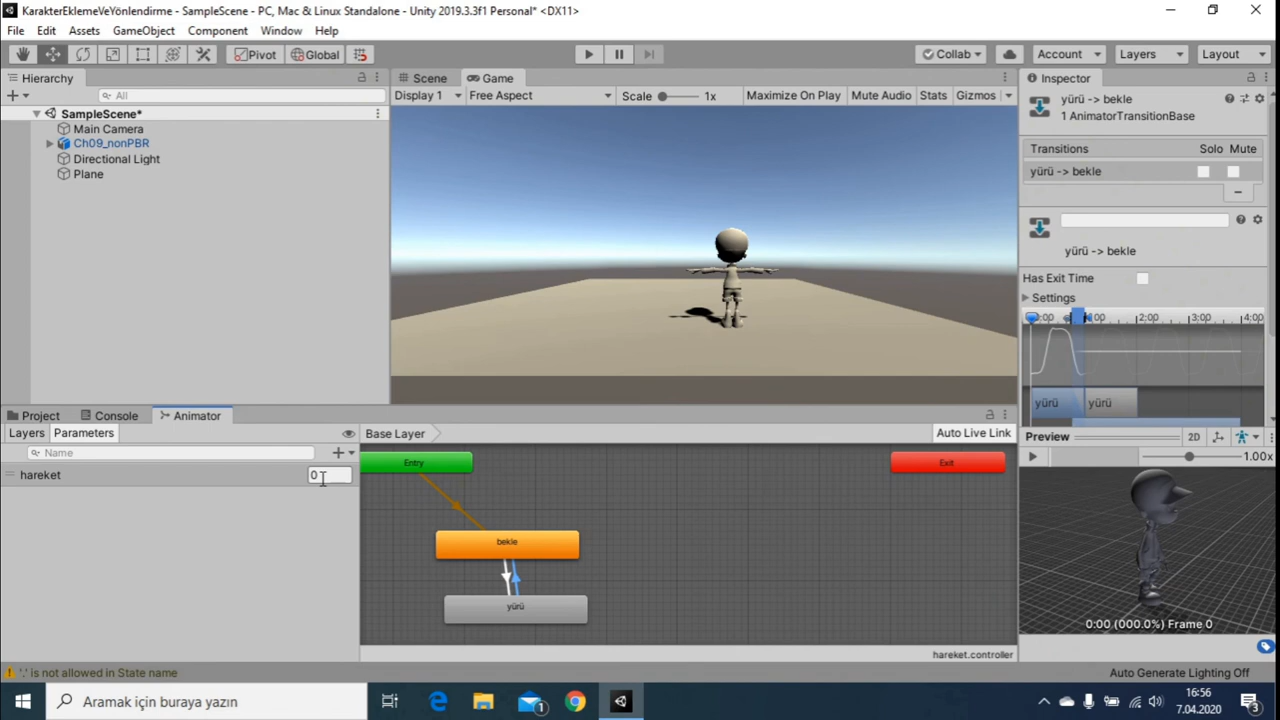 KarakterEklemeVeYönlendirme - SampleScene - PC, Mac & Linux Standalone - Unity 2019.3.3f1 Personal* <DX11>
File Edit Assets GameObject Component Window Help
Pivot Global Collab Account Layers Layout
Hierarchy
All
SampleScene*
Main Camera
Ch09_nonPBR
Directional Light
Plane
Scene Game
Display 1 Free Aspect Scale 1x Maximize On Play Mute Audio Stats Gizmos
Inspector
yürü -> bekle
1 AnimatorTransitionBase
Transitions Solo Mute
yürü -> bekle
yürü -> bekle
Has Exit Time
Settings
:00 1:00 2:00 3:00 4:00
yürü yürü
Preview 2D
1.00x
0:00 (000.0%) Frame 0
Project Console Animator
Layers Parameters Base Layer Auto Live Link
Name
hareket 0
Entry
Exit
bekle
yürü
hareket.controller
'.' is not allowed in State name
Auto Generate Lighting Off
Aramak için buraya yazın
1
16:56
7.04.2020
3